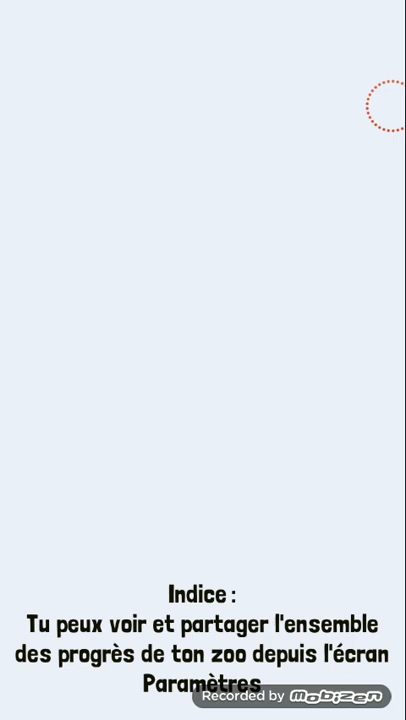 Indice :
Tu peux voir et partager l'ensemble
des progrès de ton zoo depuis l'écran
Paramètres
Recorded by mobizen